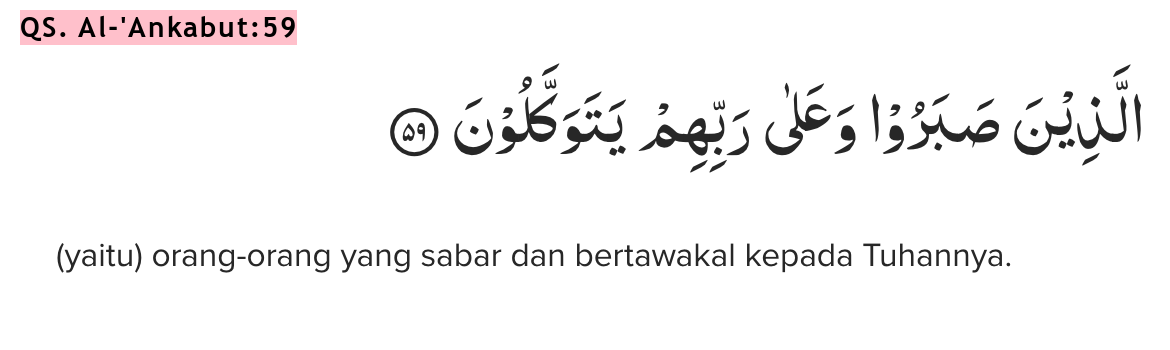 QS. Al-'Ankabut:59
الَّذِيْنَ صَبَرُوْا وَعَلٰى رَبِّهِمْ يَتَوَكَّلُوْنَ ۝٥٩
(yaitu) orang-orang yang sabar dan bertawakal kepada Tuhannya.